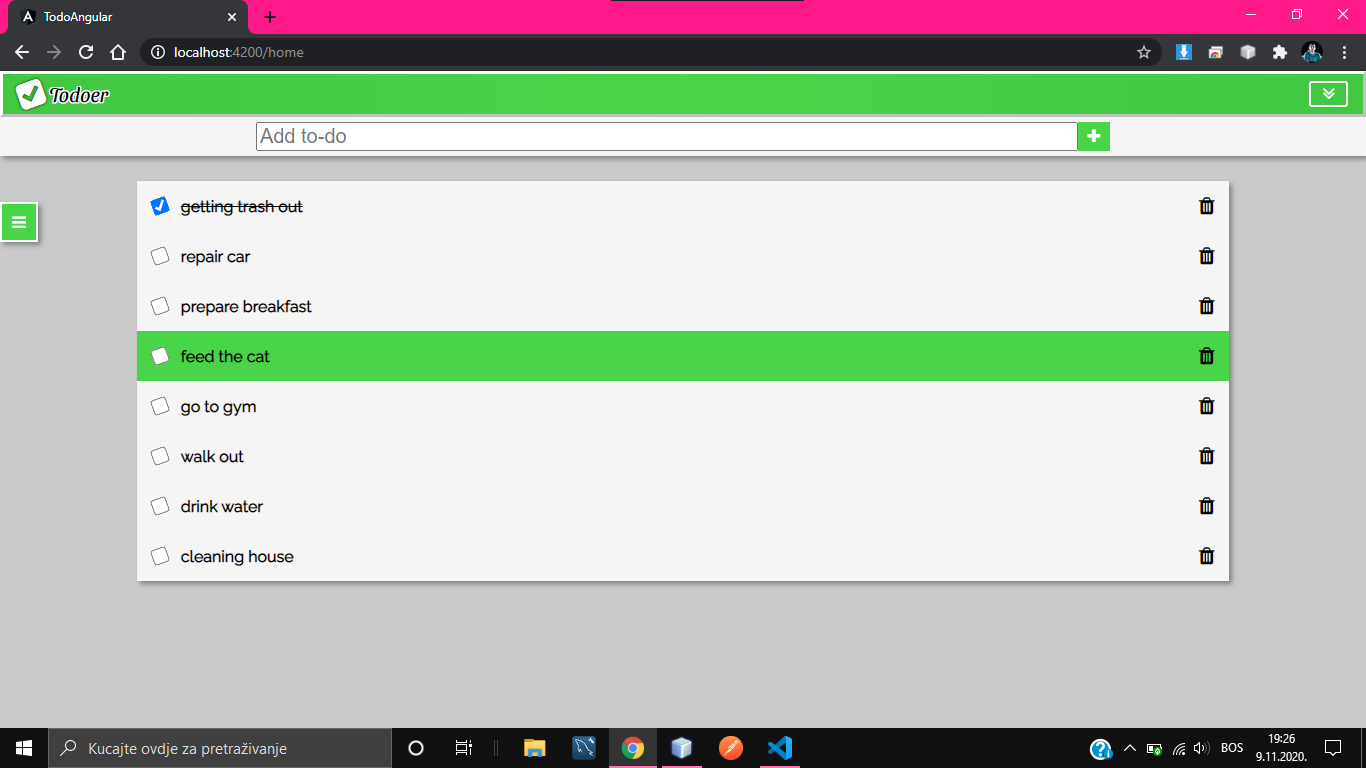 TodoAngular
localhost:4200/home
Todoer
Add to-do
getting trash out
repair car
prepare breakfast
feed the cat
go to gym
walk out
drink water
cleaning house
Kucajte ovdje za pretraživanje
BOS
19:26
9.11.2020.